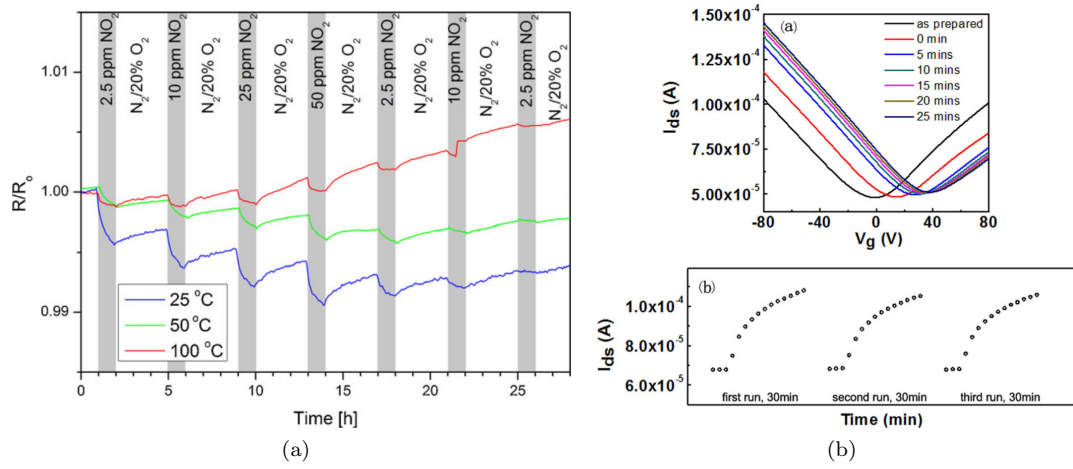 R/R₀
1.01
1.00
0.99
2.5 ppm NO₂
N₂/20% O₂
10 ppm NO₂
N₂/20% O₂
25 ppm NO₂
N₂/20% O₂
50 ppm NO₂
N₂/20% O₂
2.5 ppm NO₂
N₂/20% O₂
10 ppm NO₂
N₂/20% O₂
2.5 ppm NO₂
N₂/20% O₂
25 °C
50 °C
100 °C
0 5 10 15 20 25
Time [h]
(a)
(a)
Ids (A)
1.50x10⁻⁴
1.25x10⁻⁴
1.00x10⁻⁴
7.50x10⁻⁵
5.00x10⁻⁵
as prepared
0 min
5 mins
10 mins
15 mins
20 mins
25 mins
-80 -40 0 40 80
Vg (V)
(b)
Ids (A)
1.0x10⁻⁴
8.0x10⁻⁵
6.0x10⁻⁵
first run, 30min second run, 30min third run, 30min
Time (min)
(b)